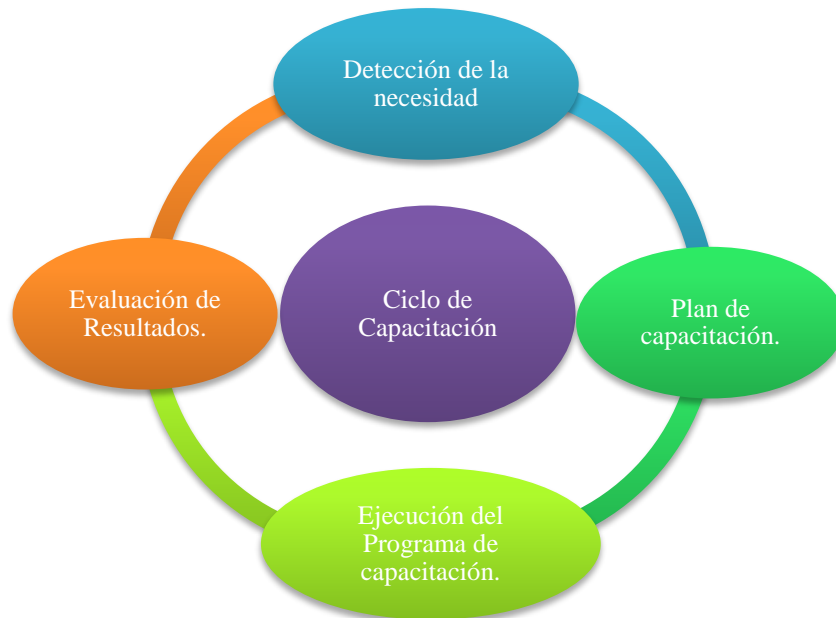 Detección de la
necesidad
Evaluación de
Resultados.
Ciclo de
Capacitación
Plan de
capacitación.
Ejecución del
Programa de
capacitación.